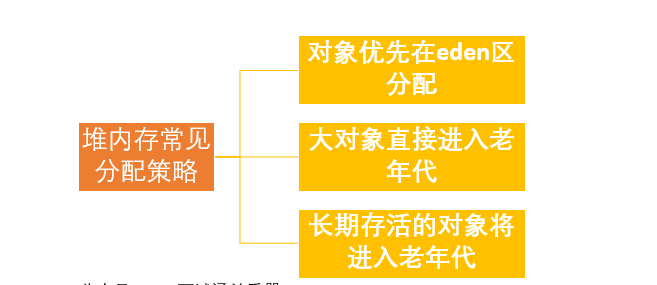 对象优先在eden区
分配
堆内存常见
分配策略
大对象直接进入老
年代
长期存活的对象将
进入老年代